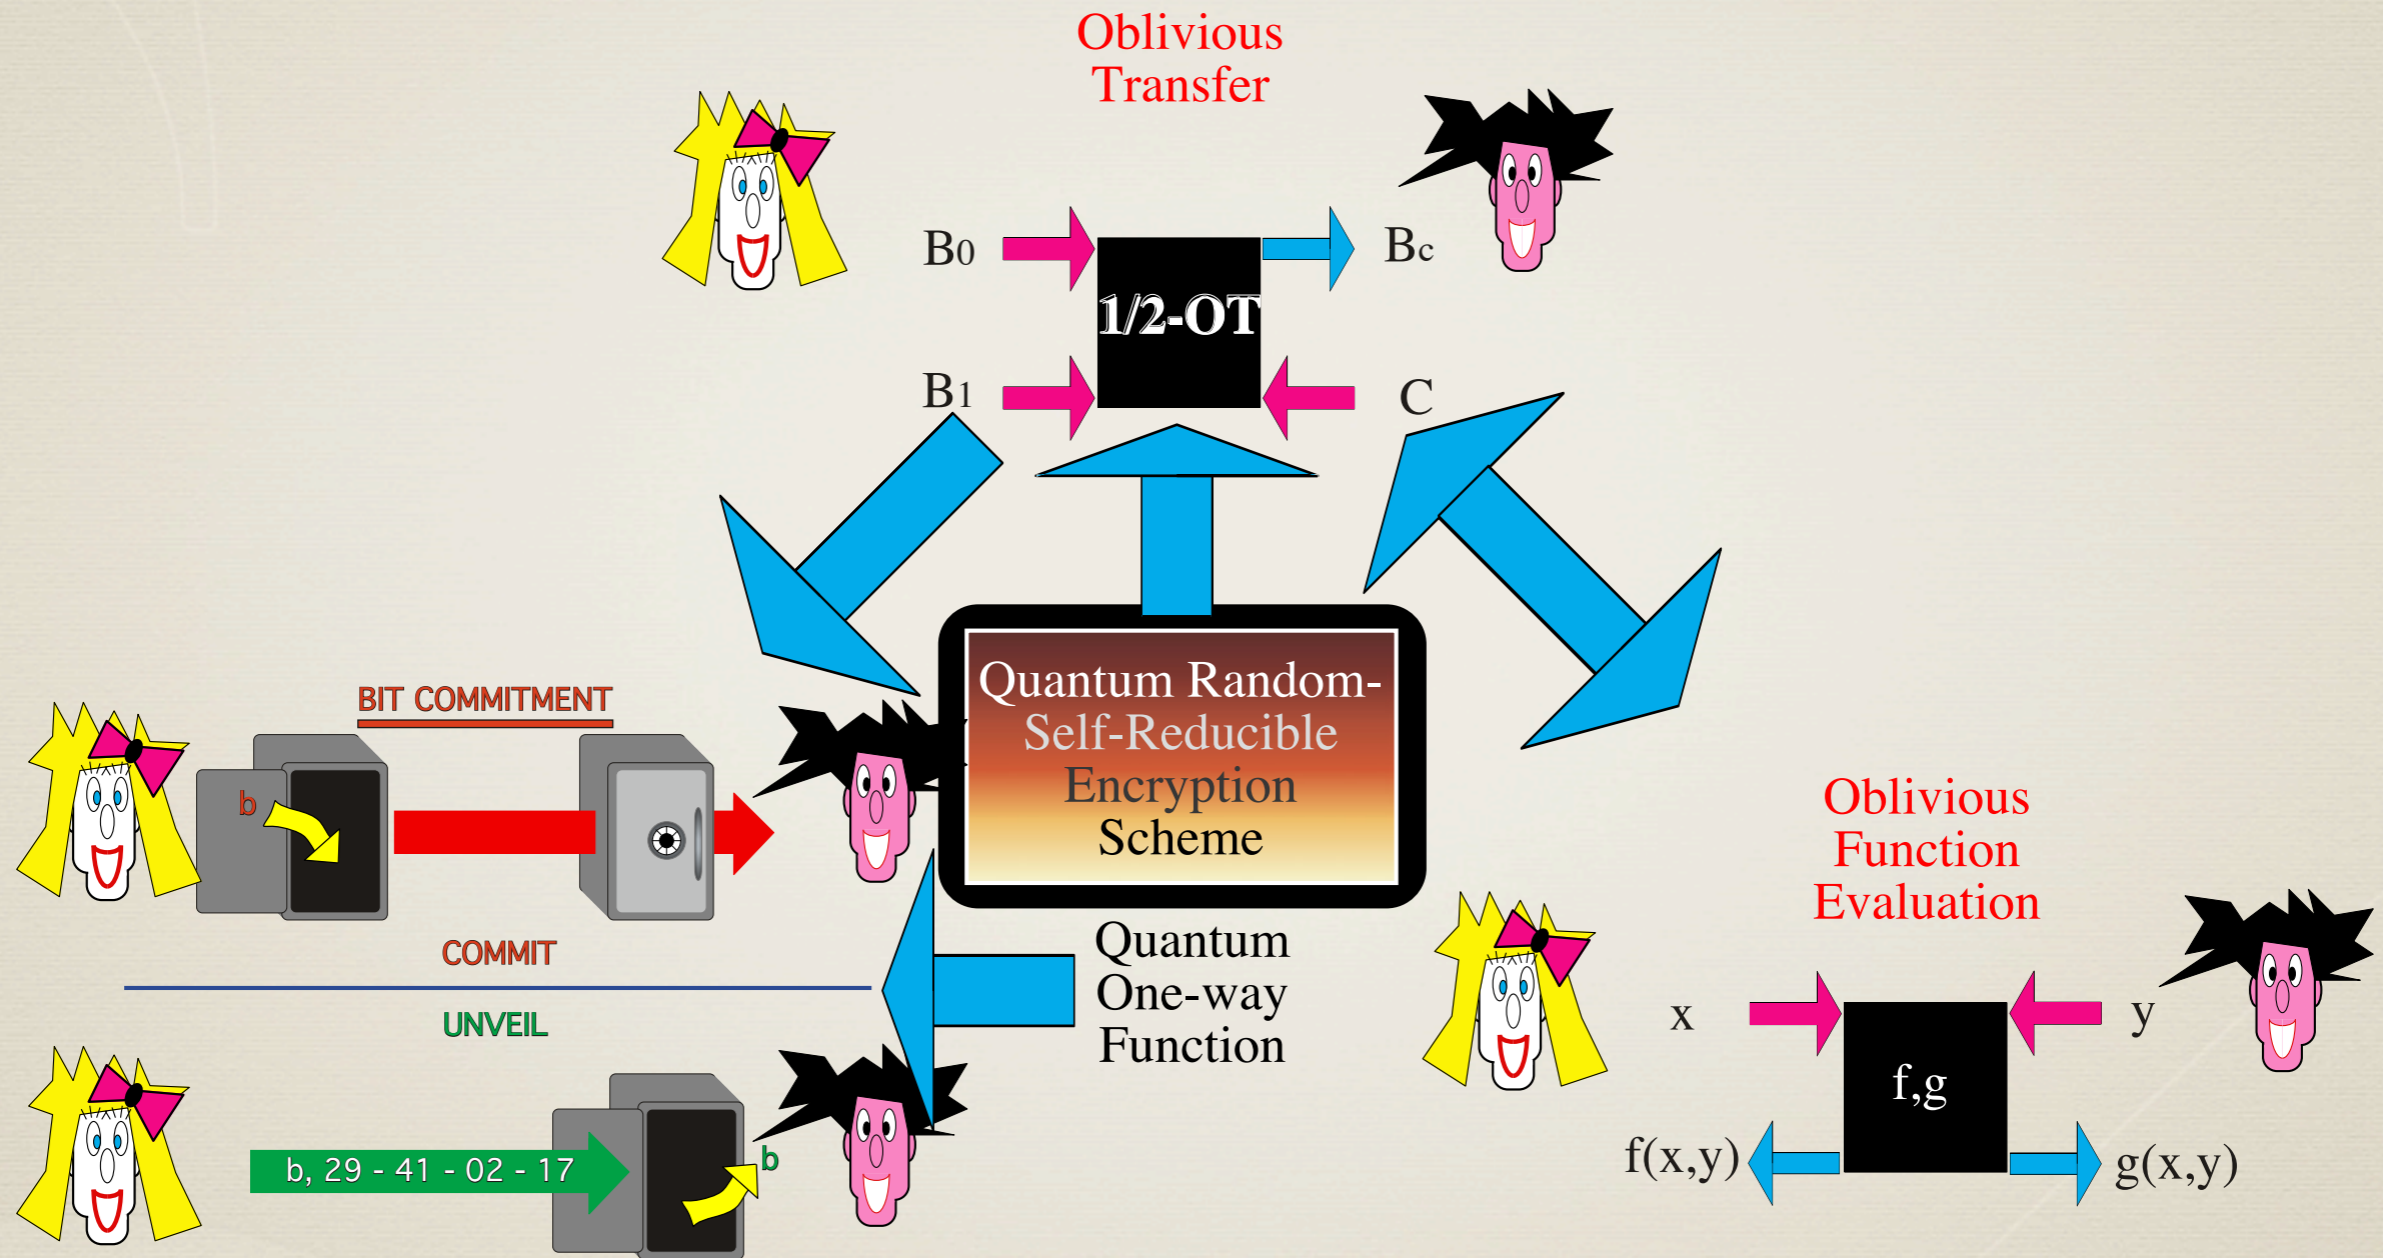 Oblivious
Transfer
B0
Bc
1/2-OT
B1
C
Quantum Random-
Self-Reducible
Encryption
Scheme
BIT COMMITMENT
b
COMMIT
UNVEIL
b, 29 - 41 - 02 - 17
b
Quantum
One-way
Function
Oblivious
Function
Evaluation
x
y
f,g
f(x,y)
g(x,y)